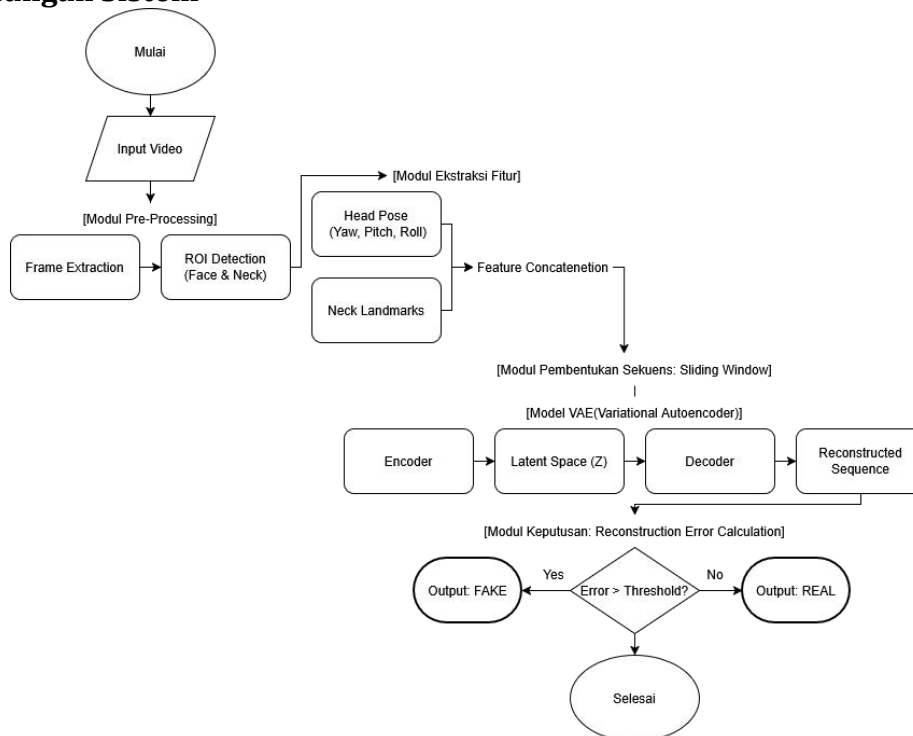 Mulai
Input Video
[Modul Pre-Processing]
Frame Extraction
ROI Detection
(Face & Neck)
[Modul Ekstraksi Fitur]
Head Pose
(Yaw, Pitch, Roll)
Neck Landmarks
Feature Concatenetion
[Modul Pembentukan Sekuens: Sliding Window]
[Model VAE(Variational Autoencoder)]
Encoder
Latent Space (Z)
Decoder
Reconstructed
Sequence
[Modul Keputusan: Reconstruction Error Calculation]
Output: FAKE
Yes
Error > Threshold?
No
Output: REAL
Selesai